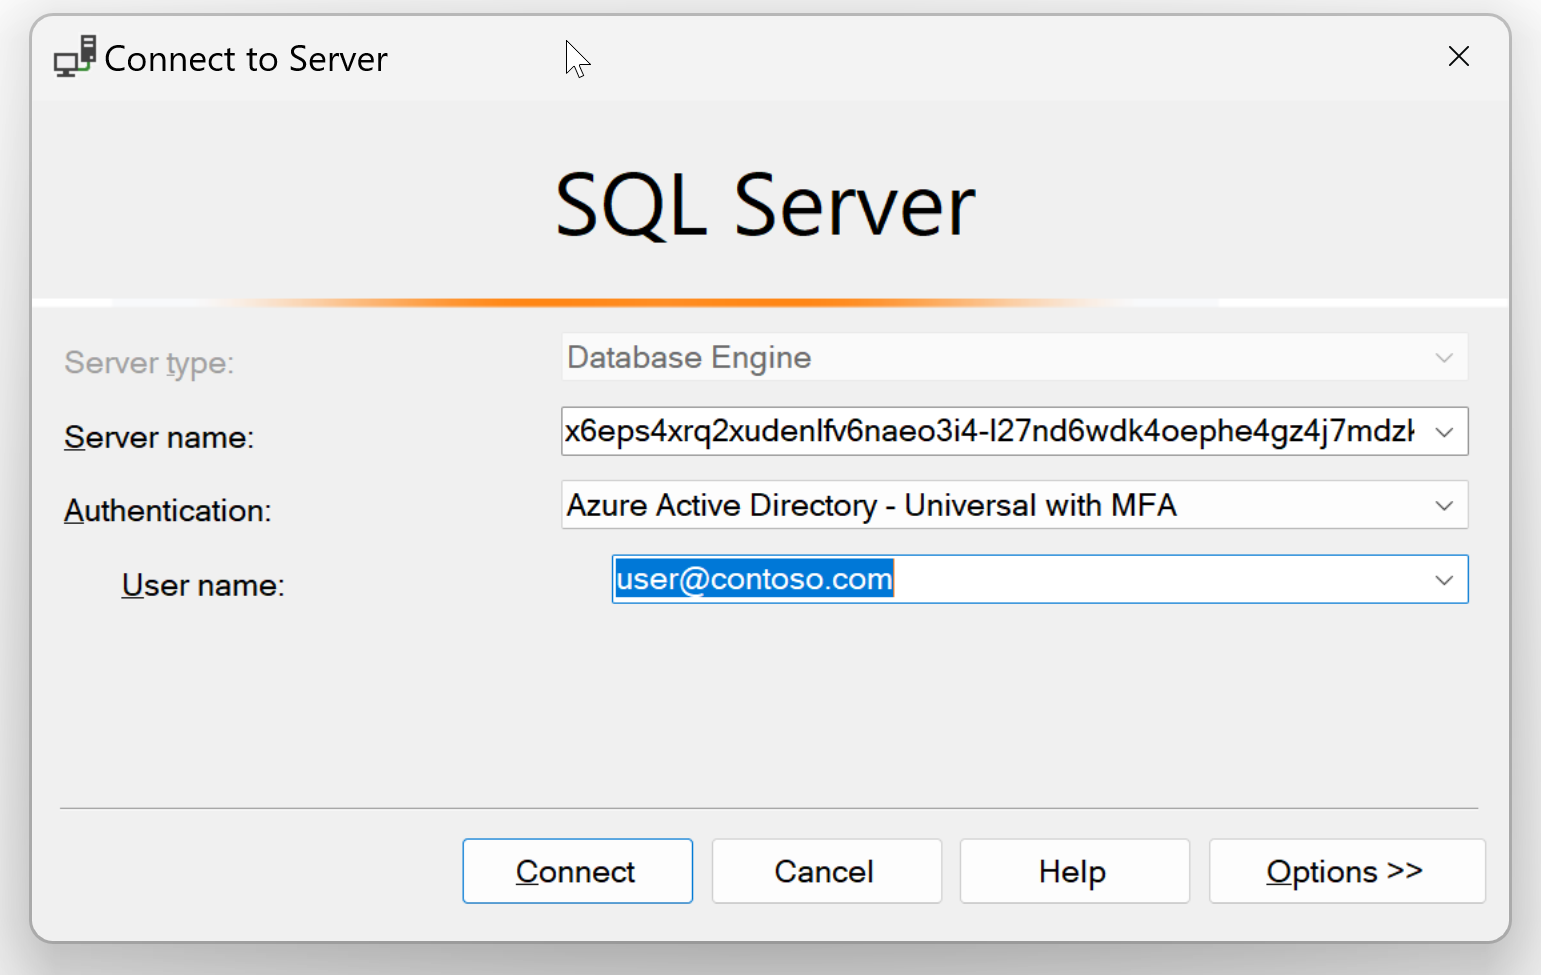 Connect to Server
SQL Server
Server type: Database Engine
Server name: x6eps4xrq2xudenlfv6naeo3i4-l27nd6wdk4oephe4gz4j7mdzk
Authentication: Azure Active Directory - Universal with MFA
User name: user@contoso.com
Connect Cancel Help Options >>